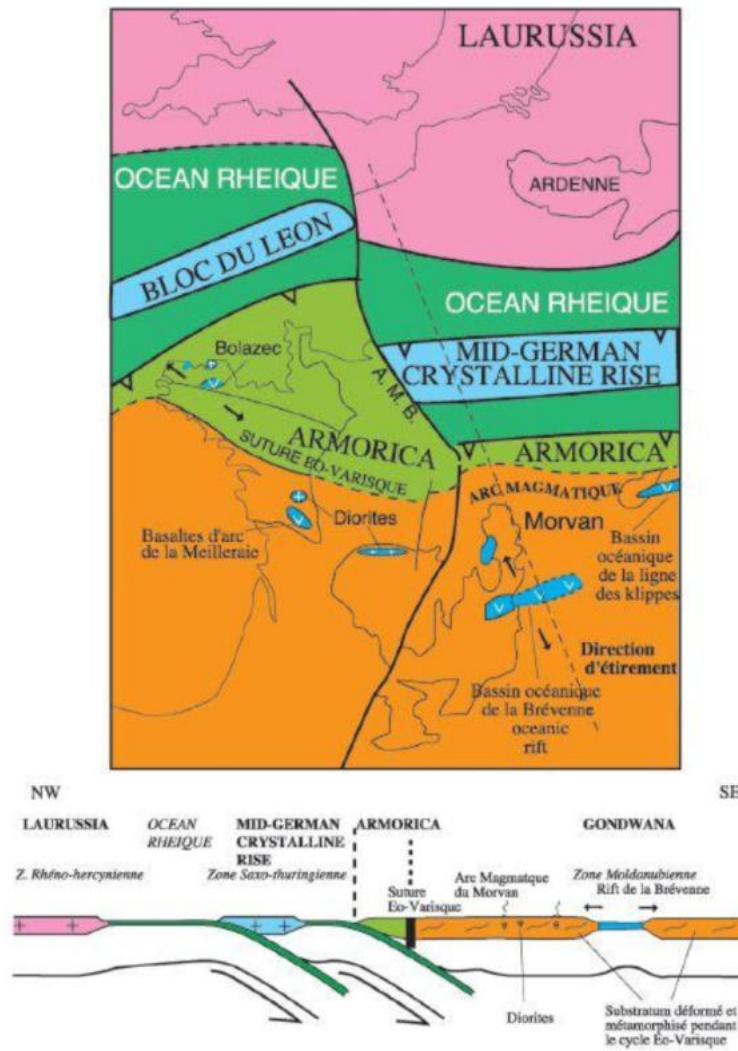 LAURUSSIA
OCEAN RHEIQUE
ARDENNE
BLOC DU LEON
OCEAN RHEIQUE
Bolazec
MID-GERMAN
CRYSTALLINE RISE
A. M. B.
ARMORICA
SUTURE EO-VARISQUE
ARMORICA
ARC MAGMATIQUE
Diorites
Morvan
Basaltes d'arc
de la Meilleraie
Bassin
océanique
de la ligne
des klippes
Direction
d'étirement
Bassin océanique
de la Brévenne
oceanic
rift
NW
SE
LAURUSSIA
OCEAN
RHEIQUE
MID-GERMAN
CRYSTALLINE
RISE
ARMORICA
GONDWANA
Z. Rhéno-hercynienne
Zone Saxo-thuringienne
Suture
Eo-Varisque
Arc Magmatque
du Morvan
Zone Moldanubienne
Rift de la Brévenne
Diorites
Substratum déformé et
métamorphisé pendant
le cycle Eo-Varisque